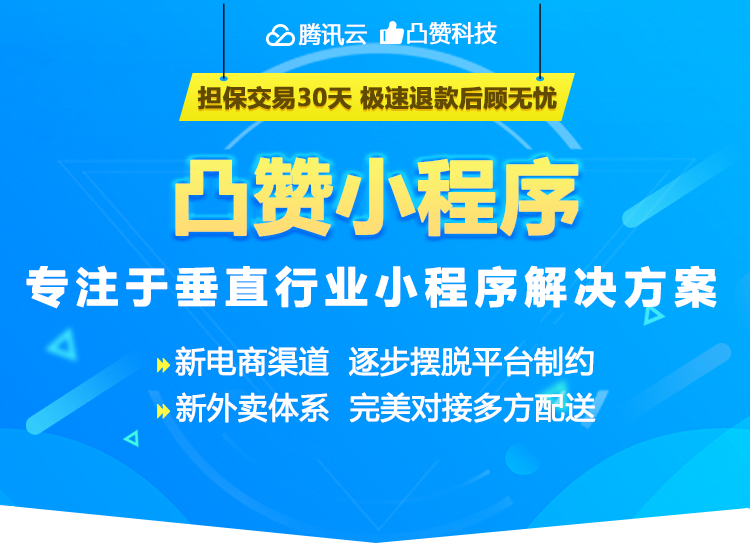 腾讯云 凸赞科技
担保交易30天 极速退款后顾无忧
凸赞小程序
专注于垂直行业小程序解决方案
新电商渠道 逐步摆脱平台制约
新外卖体系 完美对接多方配送